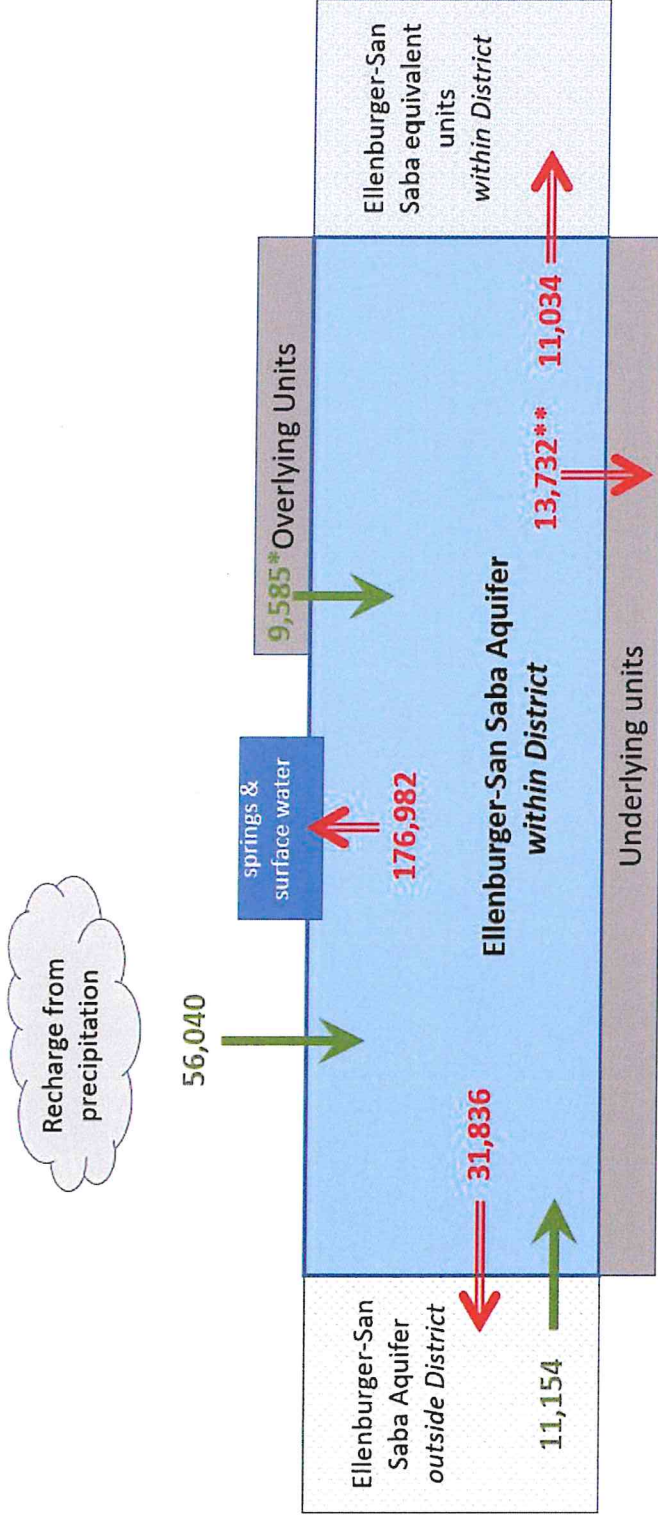 Recharge from
precipitation
56,040
springs &
surface water
9,585*
Overlying Units
Ellenburger-San
Saba Aquifer
outside District
31,836
11,154
176,982
Ellenburger-San Saba Aquifer
within District
13,732**
11,034
Ellenburger-San
Saba equivalent
units
within District
Underlying units